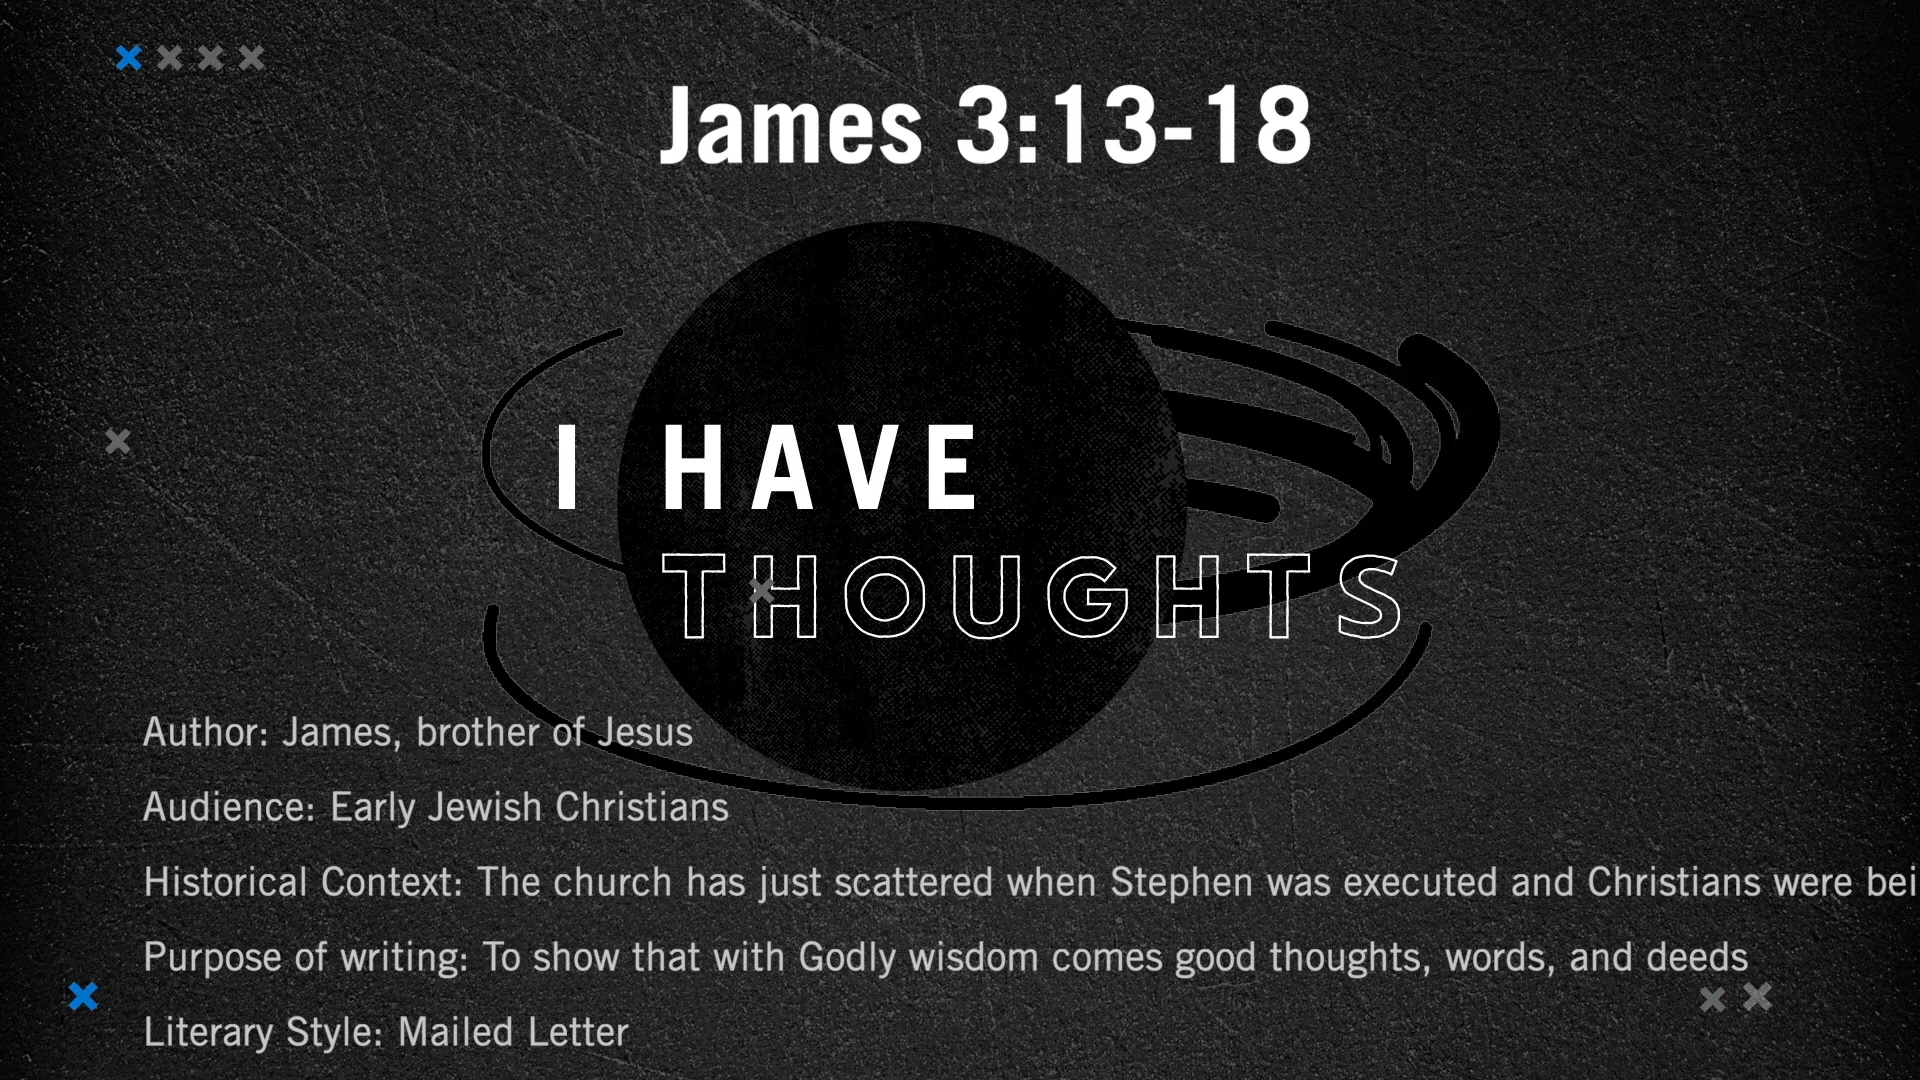 James 3:13-18
I HAVE
THOUGHTS
Author: James, brother of Jesus
Audience: Early Jewish Christians
Historical Context: The church has just scattered when Stephen was executed and Christians were bei
Purpose of writing: To show that with Godly wisdom comes good thoughts, words, and deeds
Literary Style: Mailed Letter